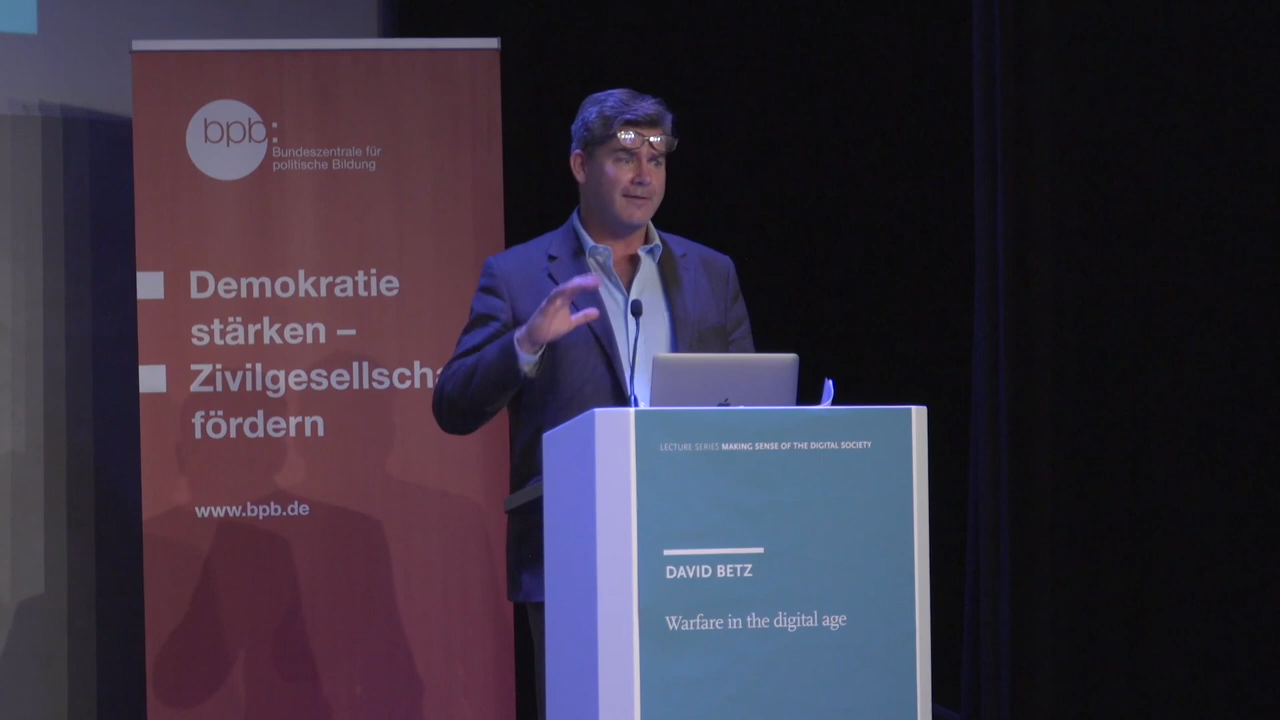 bpb:
Bundeszentrale für
politische Bildung
Demokratie
stärken –
Zivilgesellscha
fördern
www.bpb.de
LECTURE SERIES MAKING SENSE OF THE DIGITAL SOCIETY
DAVID BETZ
Warfare in the digital age